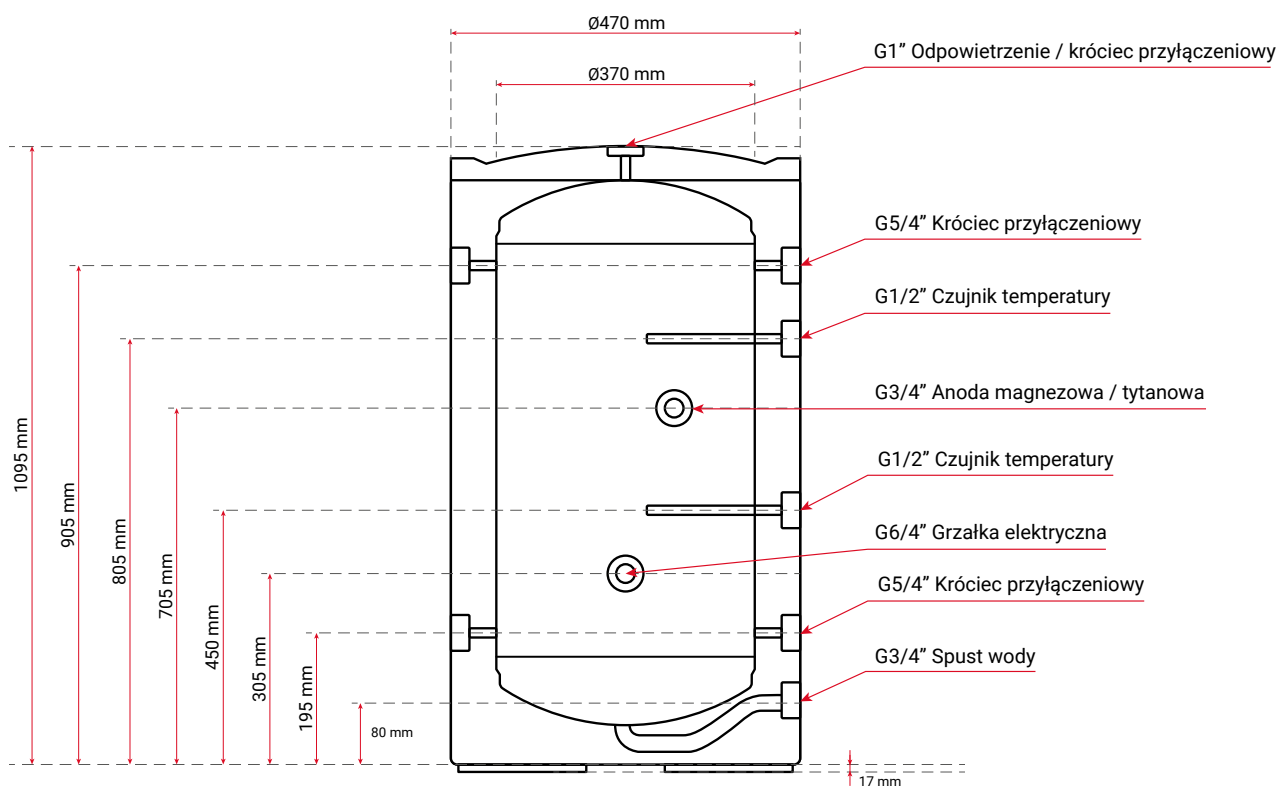 Ø470 mm
G1” Odpowietrzenie / króciec przyłączeniowy
Ø370 mm
G5/4” Króciec przyłączeniowy
G1/2” Czujnik temperatury
G3/4” Anoda magnezowa / tytanowa
G1/2” Czujnik temperatury
G6/4” Grzałka elektryczna
G5/4” Króciec przyłączeniowy
G3/4” Spust wody
1095 mm
905 mm
805 mm
705 mm
450 mm
305 mm
195 mm
80 mm
17 mm